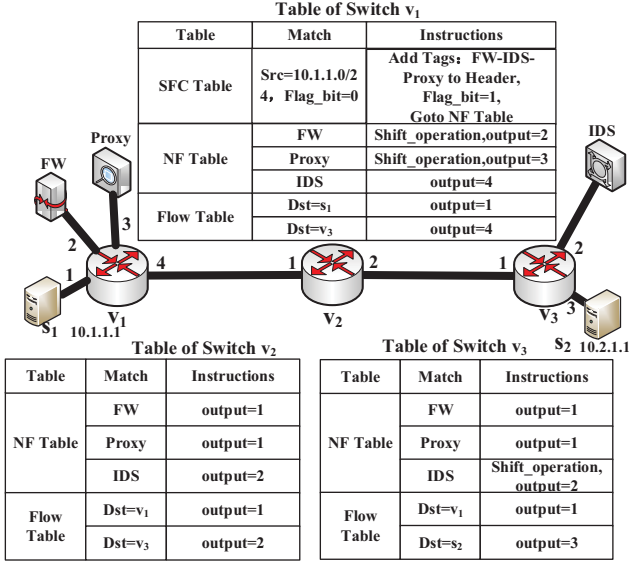 Table of Switch v1
Table Match Instructions
SFC Table
Src=10.1.1.0/2
4, Flag_bit=0
Add Tags: FW-IDS-
Proxy to Header,
Flag_bit=1,
Goto NF Table
NF Table
FW Shift_operation,output=2
Proxy Shift_operation,output=3
IDS output=4
Flow Table
Dst=s1 output=1
Dst=v3 output=4
FW
Proxy
IDS
2
3
1
4
1
2
1
2
3
s1 10.1.1.1
v1
v2
v3
s2 10.2.1.1
Table of Switch v2
Table Match Instructions
NF Table
FW output=1
Proxy output=1
IDS output=2
Flow
Table
Dst=v1 output=1
Dst=v3 output=2
Table of Switch v3
Table Match Instructions
NF Table
FW output=1
Proxy output=1
IDS
Shift_operation,
output=2
Flow
Table
Dst=v1 output=1
Dst=s2 output=3